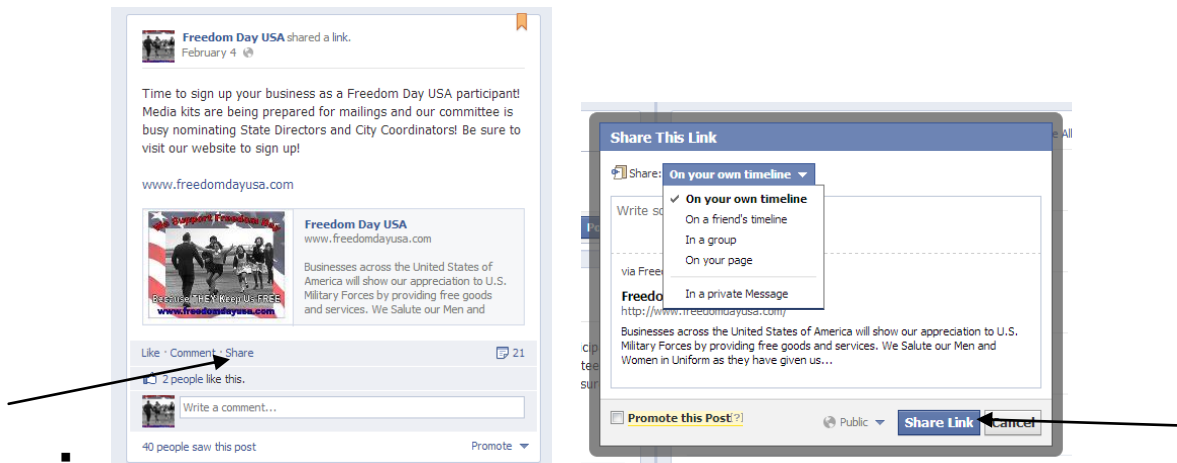 Freedom Day USA shared a link.
February 4
Time to sign up your business as a Freedom Day USA participant!
Media kits are being prepared for mailings and our committee is
busy nominating State Directors and City Coordinators! Be sure to
visit our website to sign up!
www.freedomdayusa.com
We Support Freedom Day
Because THEY Keep Us FREE
www.freedomdayusa.com
Freedom Day USA
www.freedomdayusa.com
Businesses across the United States of
America will show our appreciation to U.S.
Military Forces by providing free goods
and services. We Salute our Men and
Like · Comment · Share
21
2 people like this.
Write a comment...
40 people saw this post
Promote
Share This Link
Share: On your own timeline
On your own timeline
On a friend's timeline
In a group
On your page
In a private Message
Write
via
http://www.freedomdayusa.com/
Businesses across the United States of America will show our appreciation to U.S.
Military Forces by providing free goods and services. We Salute our Men and
Women in Uniform as they have given us...
Promote this Post[?]
Public
Share Link
Cancel
All